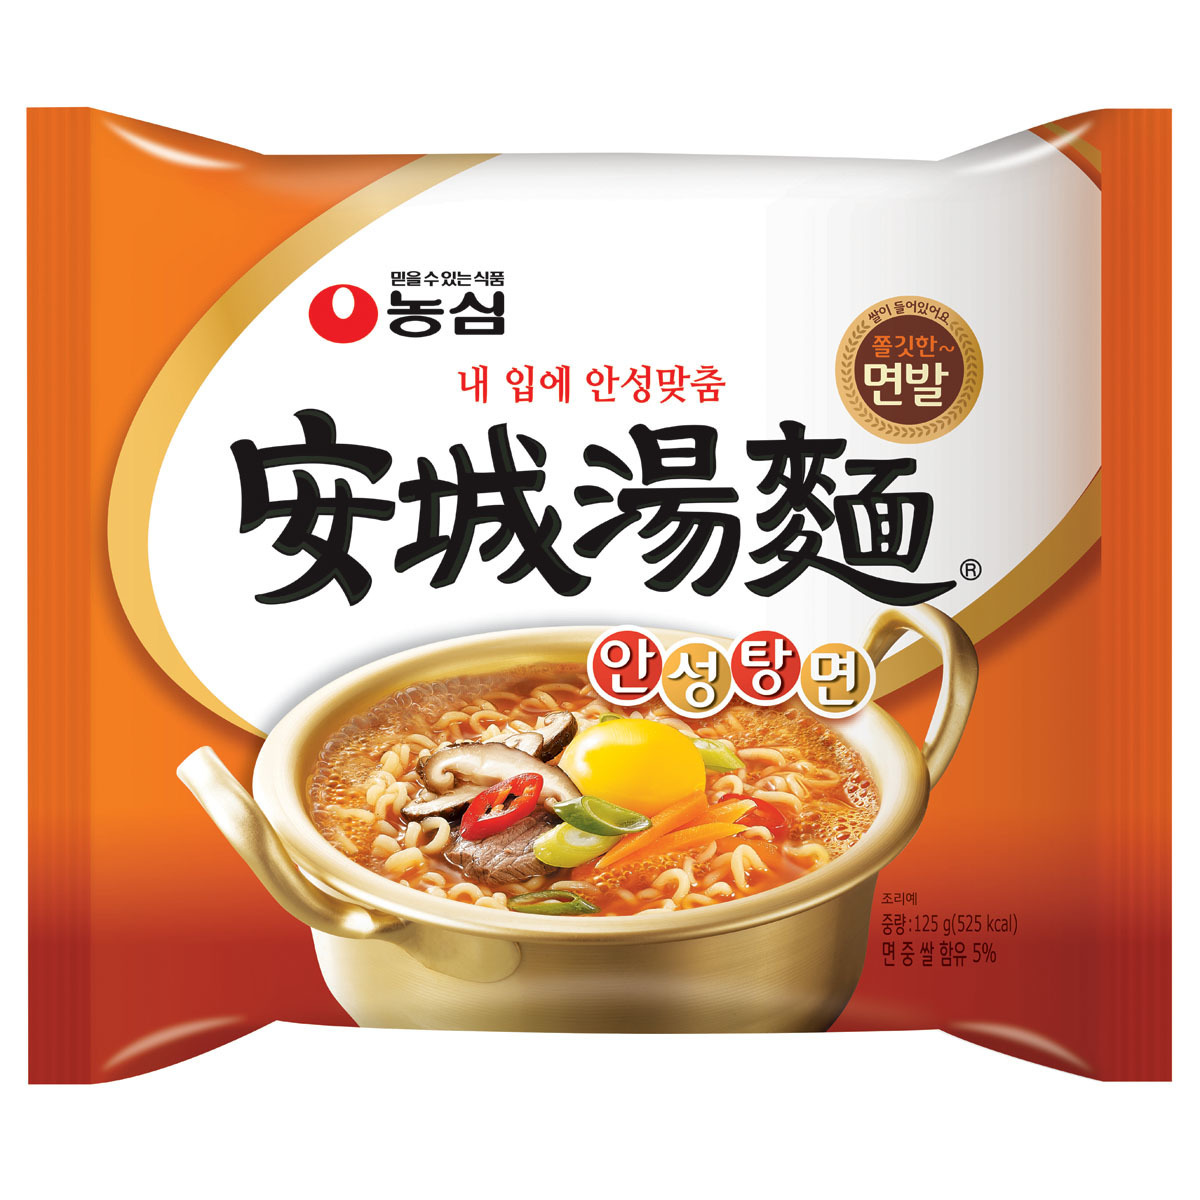 믿을 수 있는 식품
농심
쌀이 들어있어요
쫄깃한~
면발
내 입에 안성맞춤
安城湯麵®
안성탕면
조리예
중량:125 g(525 kcal)
면 중 쌀 함유 5%